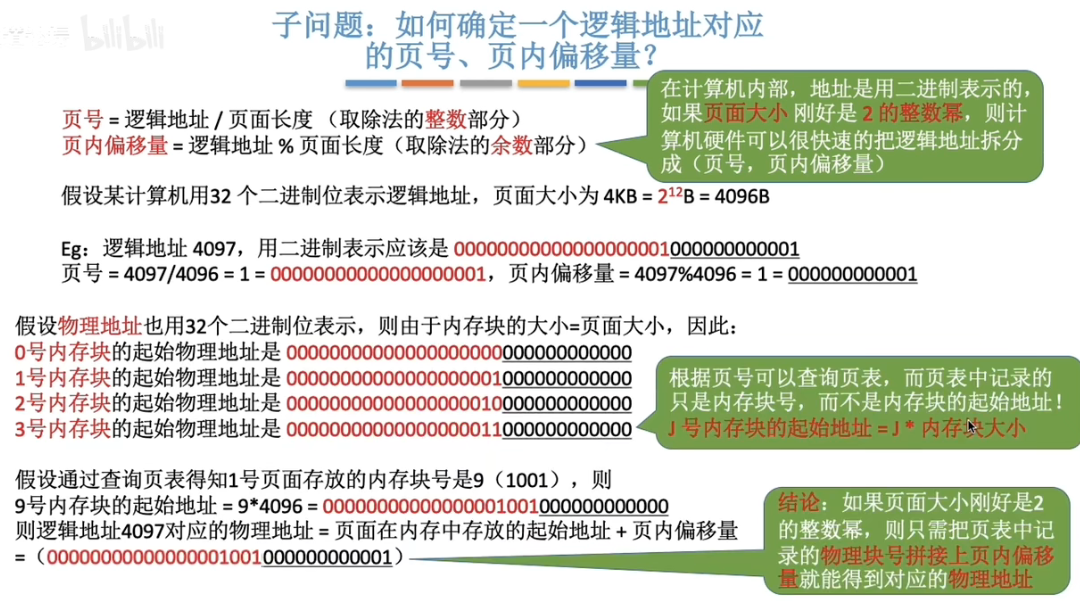 bilibili
子问题：如何确定一个逻辑地址对应
的页号、页内偏移量？
在计算机内部，地址是用二进制表示的，
如果页面大小 刚好是 2 的整数幂，则计
算机硬件可以很快速的把逻辑地址拆分
成（页号，页内偏移量）
页号 = 逻辑地址 / 页面长度 （取除法的整数部分）
页内偏移量 = 逻辑地址 % 页面长度（取除法的余数部分）
假设某计算机用32 个二进制位表示逻辑地址，页面大小为 4KB = 2¹²B = 4096B
Eg：逻辑地址 4097，用二进制表示应该是 00000000000000000001000000000001
页号 = 4097/4096 = 1 = 00000000000000000001，页内偏移量 = 4097%4096 = 1 = 000000000001
假设物理地址也用32个二进制位表示，则由于内存块的大小=页面大小，因此：
0号内存块的起始物理地址是 00000000000000000000000000000000
1号内存块的起始物理地址是 00000000000000000001000000000000
2号内存块的起始物理地址是 00000000000000000010000000000000
3号内存块的起始物理地址是 00000000000000000011000000000000
根据页号可以查询页表，而页表中记录的
只是内存块号，而不是内存块的起始地址！
J 号内存块的起始地址 = J * 内存块大小
假设通过查询页表得知1号页面存放的内存块号是9（1001），则
9号内存块的起始地址 = 9*4096 = 00000000000000001001000000000000
则逻辑地址4097对应的物理地址 = 页面在内存中存放的起始地址 + 页内偏移量
=（00000000000000001001000000000001）
结论：如果页面大小刚好是2
的整数幂，则只需把页表中记
录的物理块号拼接上页内偏移
量就能得到对应的物理地址